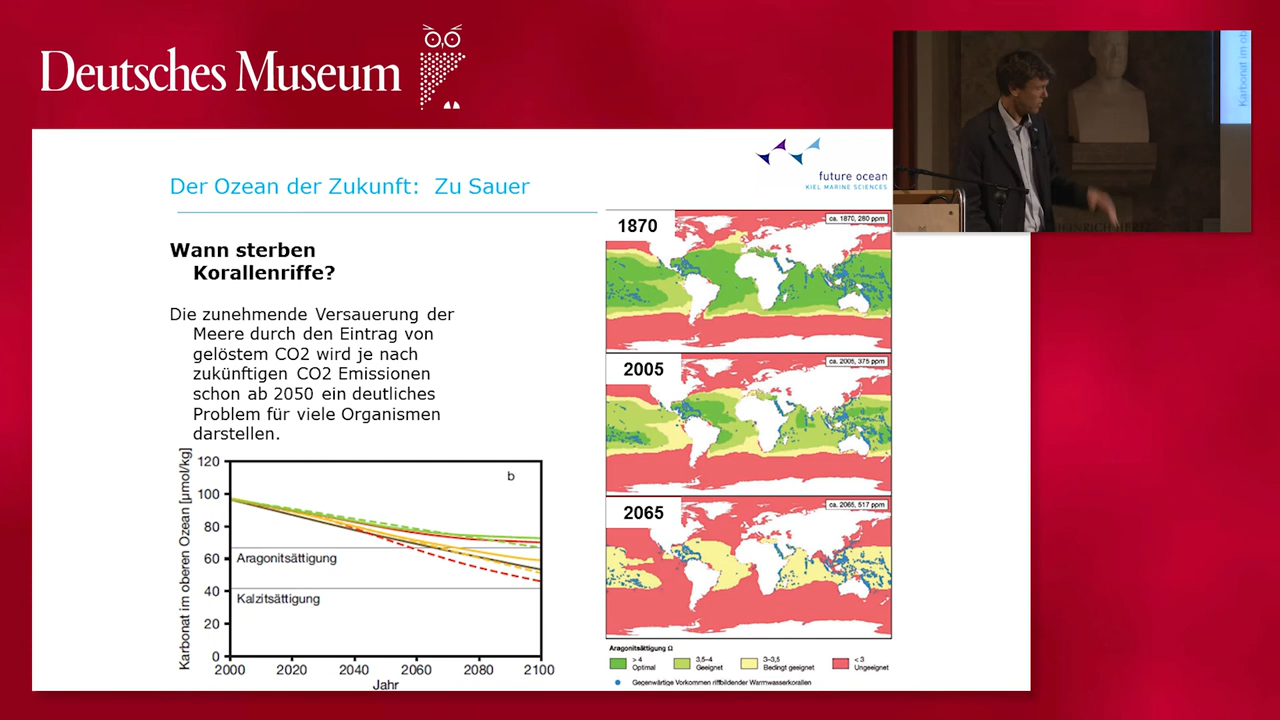 Deutsches Museum
future ocean
KIEL MARINE SCIENCES
Der Ozean der Zukunft: Zu Sauer
Wann sterben
Korallenriffe?
Die zunehmende Versauerung der
Meere durch den Eintrag von
gelöstem CO2 wird je nach
zukünftigen CO2 Emissionen
schon ab 2050 ein deutliches
Problem für viele Organismen
darstellen.
Karbonat im oberen Ozean [µmol/kg]
120
100
80
60
40
20
0
b
Aragonitsättigung
Kalzitsättigung
2000 2020 2040 2060 2080 2100
Jahr
1870
ca. 1870, 280 ppm
2005
ca. 2005, 375 ppm
2065
ca. 2065, 517 ppm
Aragonitsättigung Ω
> 4 3,5–4 3–3,5 < 3
Optimal Geeignet Bedingt geeignet Ungeeignet
Gegenwärtige Vorkommen riffbildender Warmwasserkorallen
Karbonat im ob